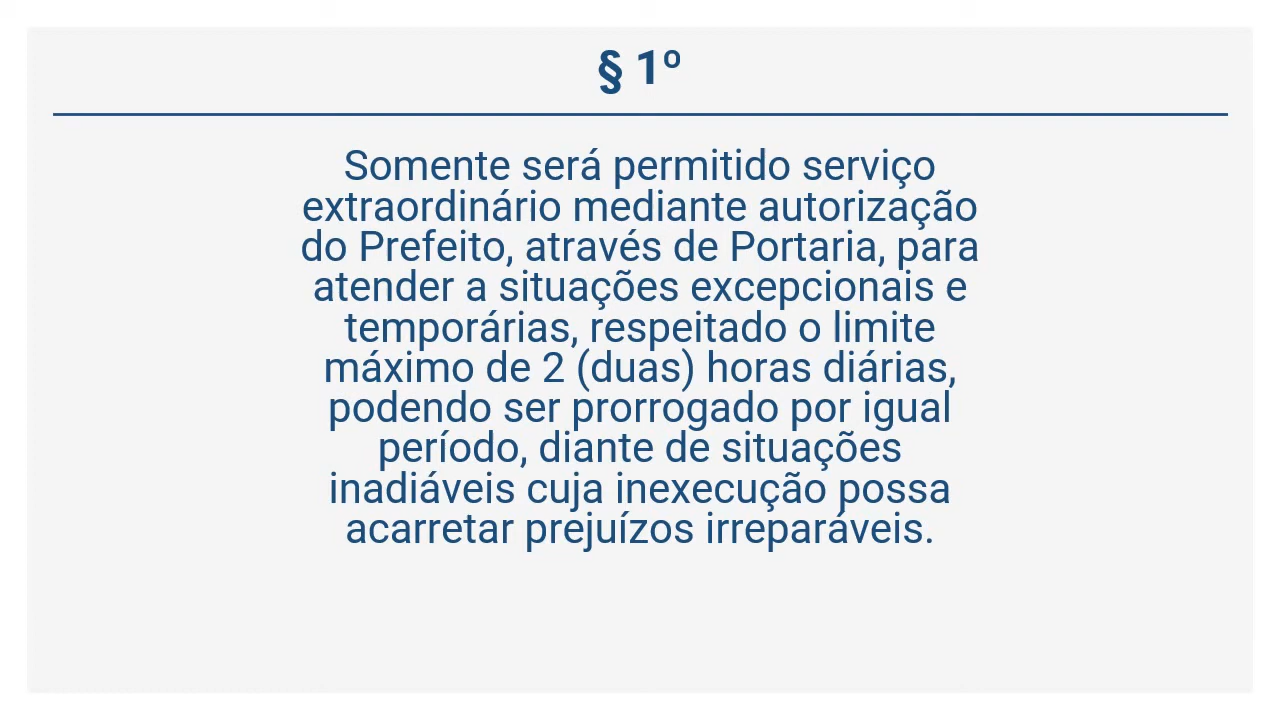 § 1º
Somente será permitido serviço
extraordinário mediante autorização
do Prefeito, através de Portaria, para
atender a situações excepcionais e
temporárias, respeitado o limite
máximo de 2 (duas) horas diárias,
podendo ser prorrogado por igual
período, diante de situações
inadiáveis cuja inexecução possa
acarretar prejuízos irreparáveis.